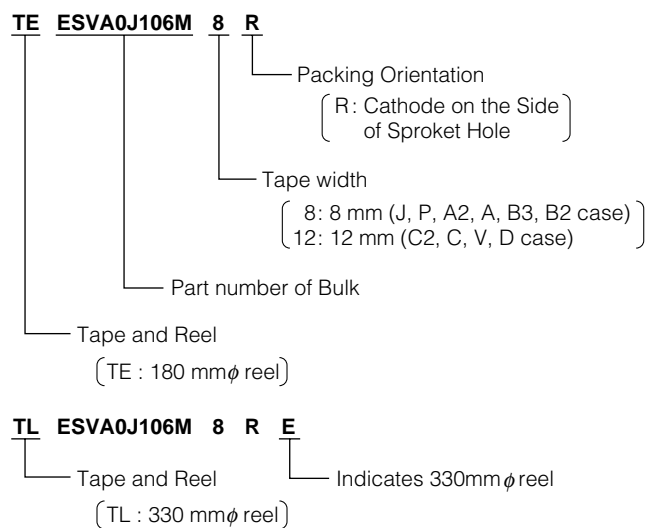 TE ESVA0J106M 8 R
Packing Orientation
R: Cathode on the Side
of Sproket Hole
Tape width
8: 8 mm (J, P, A2, A, B3, B2 case)
12: 12 mm (C2, C, V, D case)
Part number of Bulk
Tape and Reel
TE : 180 mmϕ reel
TL ESVA0J106M 8 R E
Tape and Reel
Indicates 330mmϕ reel
TL : 330 mmϕ reel